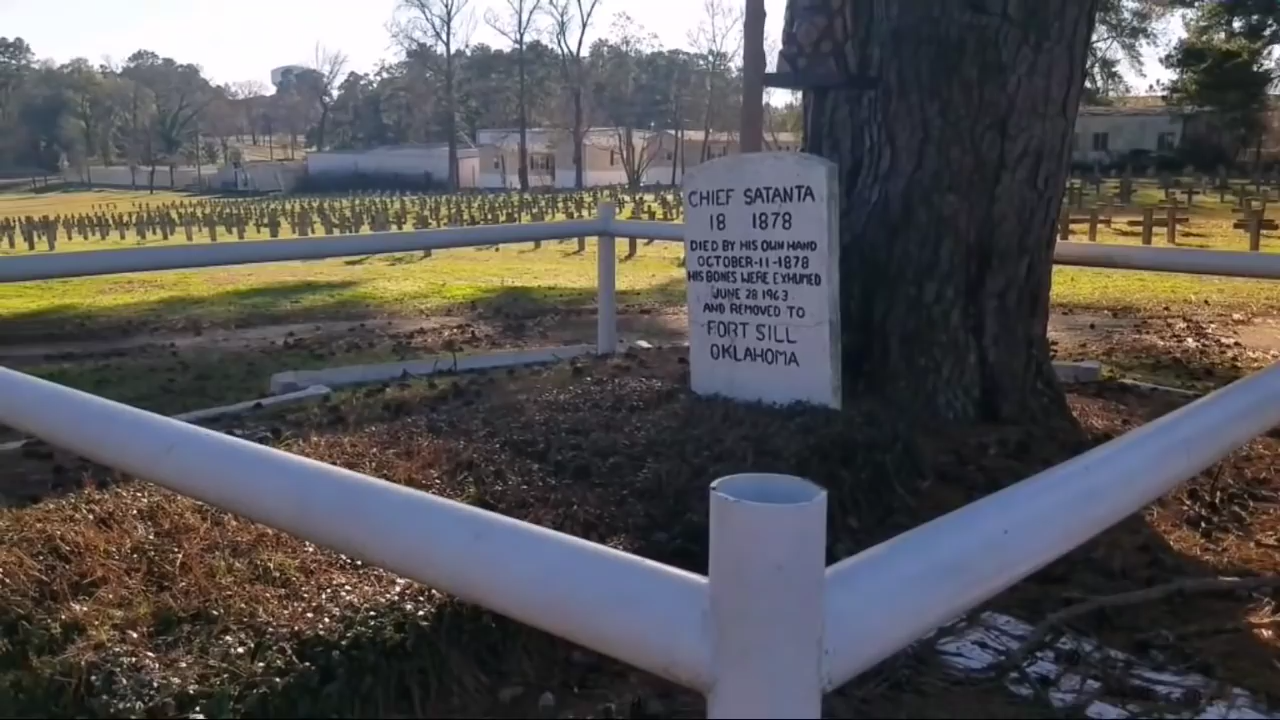 CHIEF SATANTA
18 1878
DIED BY HIS OWN HAND
OCTOBER-11-1878
HIS BONES WERE EXHUMED
JUNE 28 1963
AND REMOVED TO
FORT SILL
OKLAHOMA